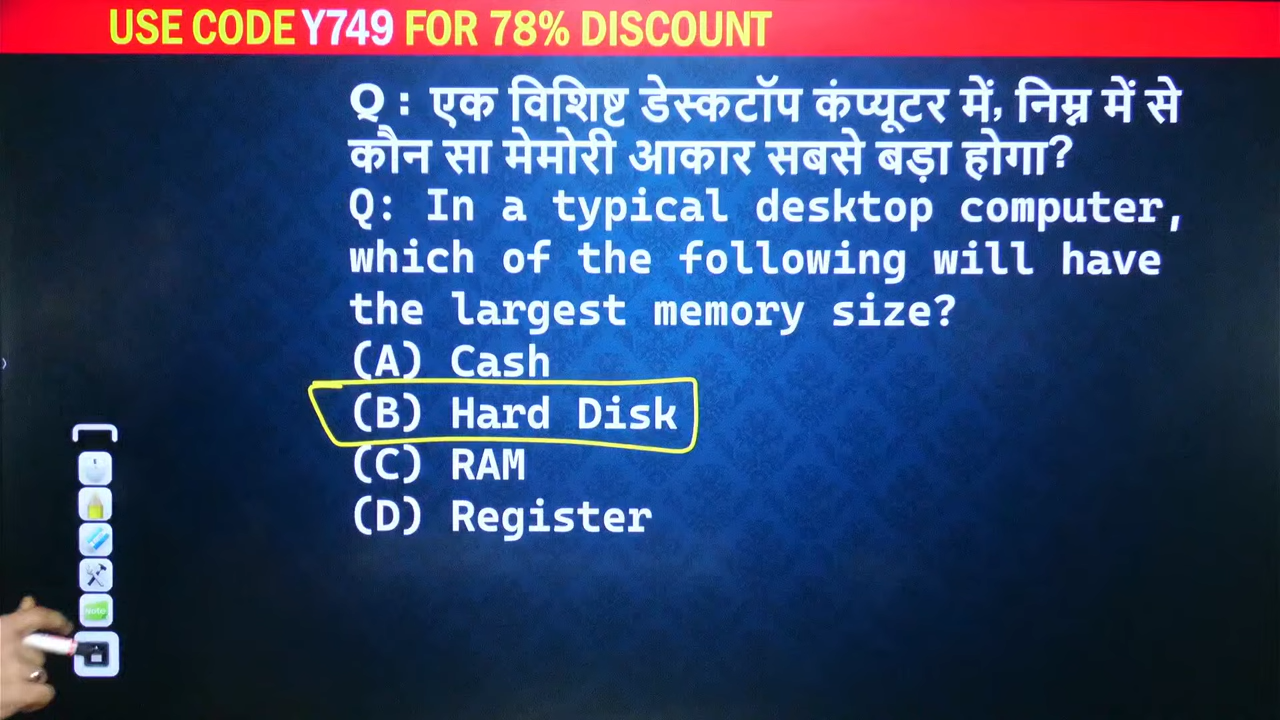 USE CODE Y749 FOR 78% DISCOUNT
Q : एक विशिष्ट डेस्कटॉप कंप्यूटर में, निम्न में से
कौन सा मेमोरी आकार सबसे बड़ा होगा?
Q: In a typical desktop computer,
which of the following will have
the largest memory size?
(A) Cash
(B) Hard Disk
(C) RAM
(D) Register
Note